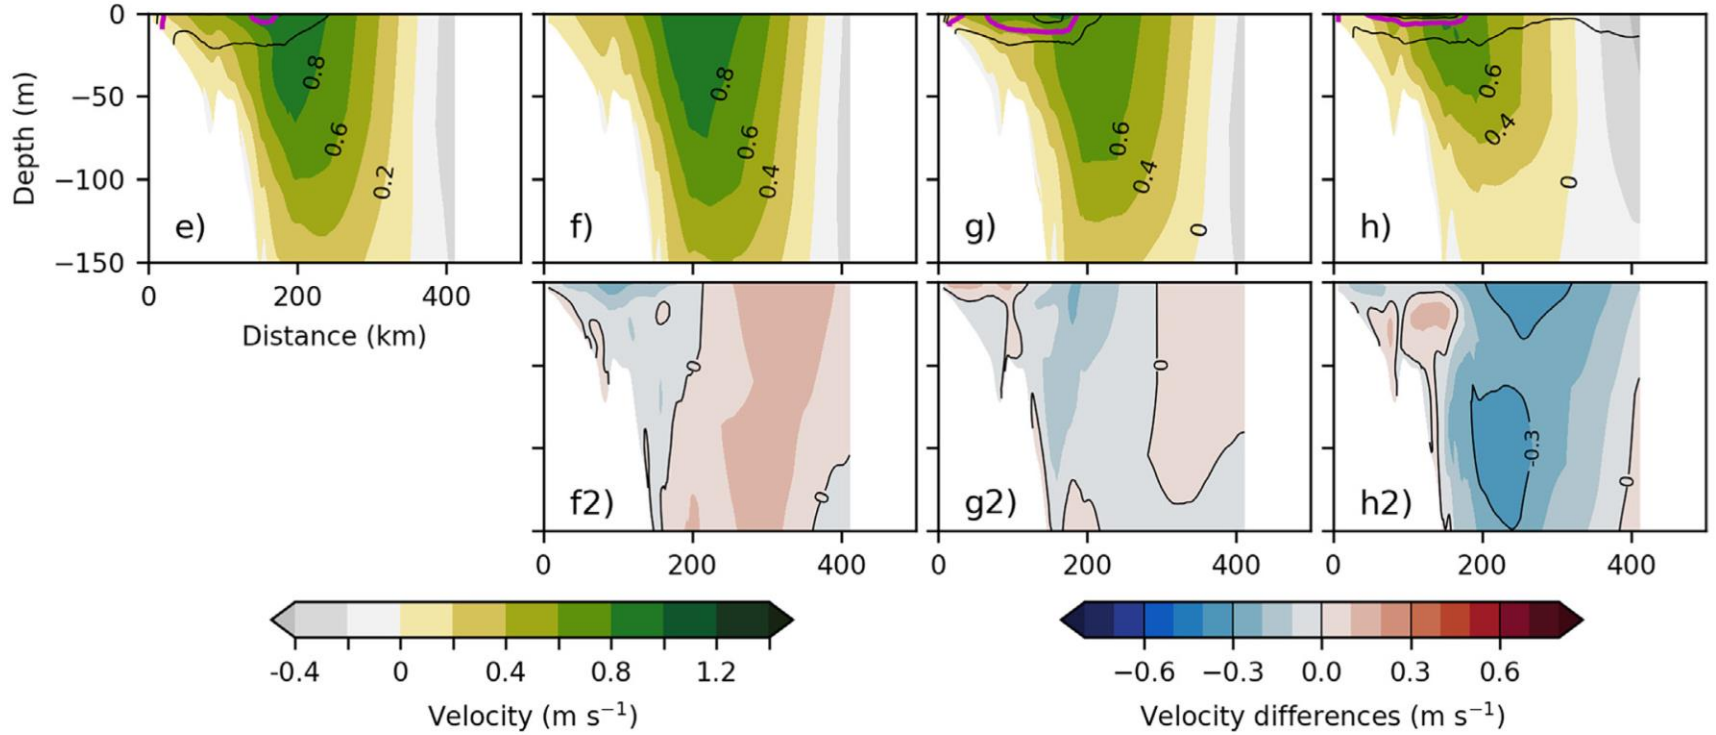 0
−50
−100
−150
Depth (m)
0.8
0.6
0.2
e)
0.8
0.6
0.4
f)
0.6
0.4
0
g)
0.6
0.4
0
h)
0 200 400
Distance (km)
0
0
f2)
0
g2)
-0.3
0
h2)
0 200 400
0 200 400
0 200 400
-0.4 0 0.4 0.8 1.2
Velocity (m s⁻¹)
−0.6 −0.3 0.0 0.3 0.6
Velocity differences (m s⁻¹)